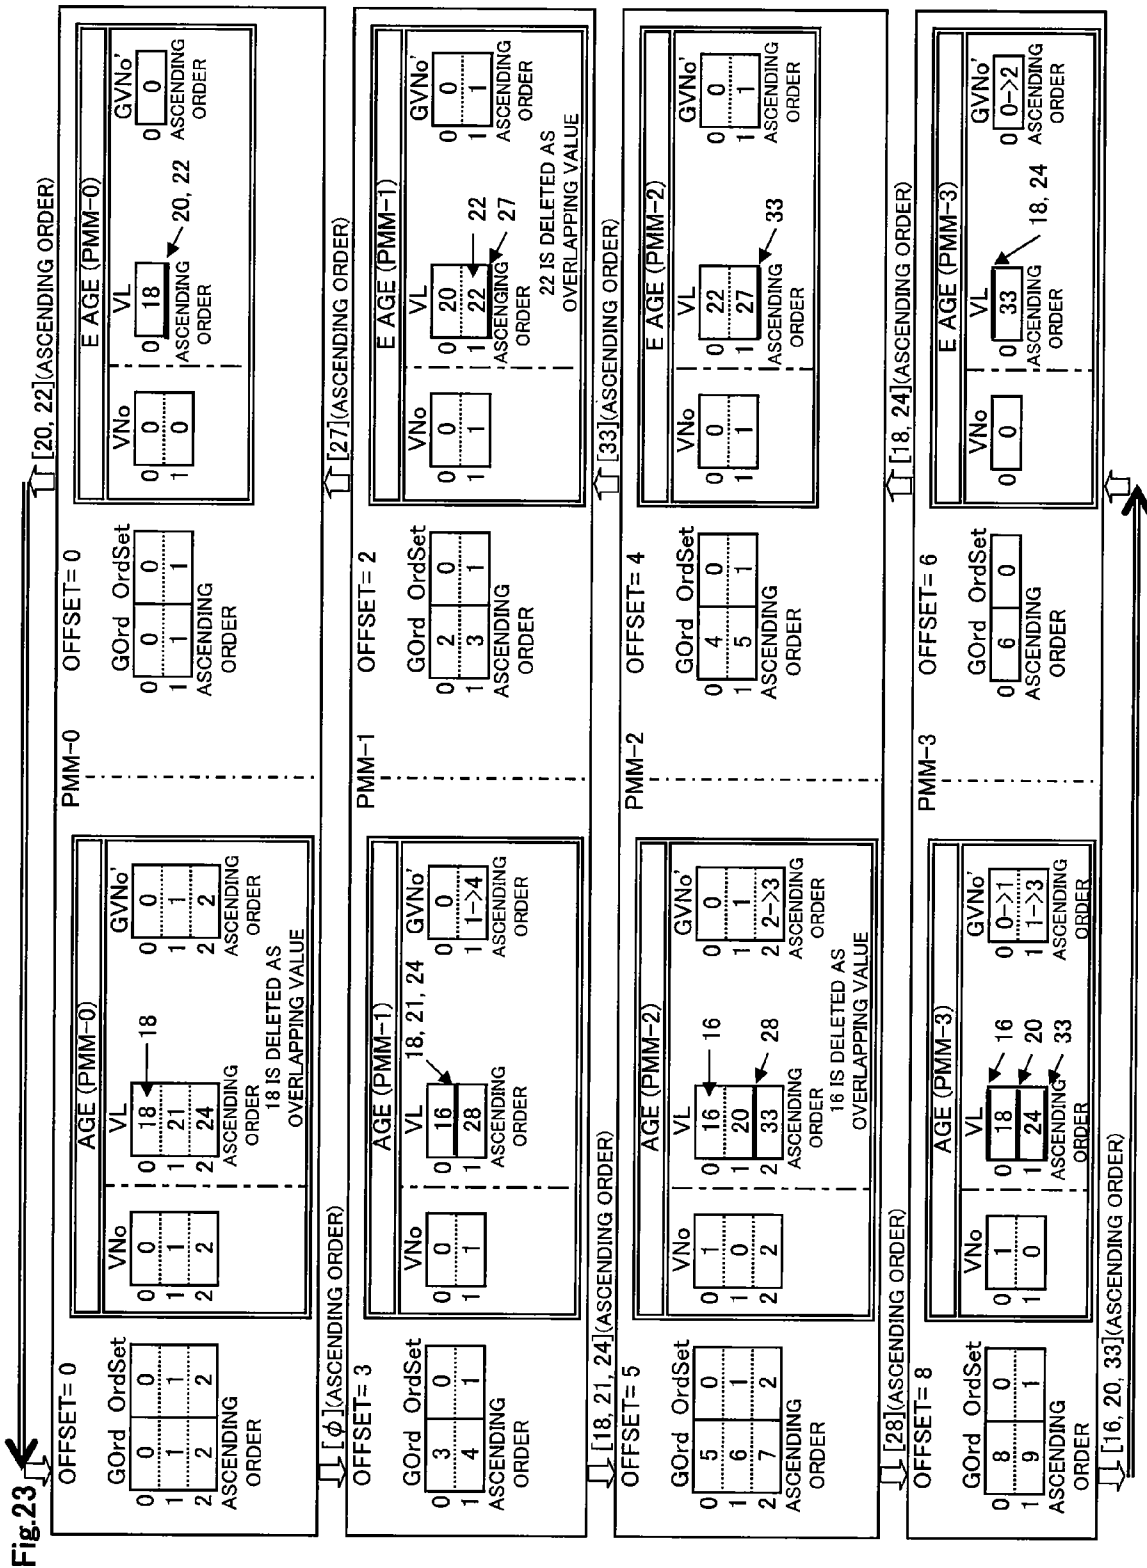 Fig.23
OFFSET= 0
GOrd OrdSet
0 0 0
1 1 1
2 2 2
ASCENDING
ORDER
AGE (PMM-0)
VNo
0 0
1 1
2 2
VL
0 18
1 21
2 24
18
ASCENDING
ORDER
GVNo'
0 0
1 1
2 2
ASCENDING
ORDER
18 IS DELETED AS
OVERLAPPING VALUE
PMM-0
OFFSET= 0
GOrd OrdSet
0 0 0
1 1 1
ASCENDING
ORDER
[20, 22](ASCENDING ORDER)
E AGE (PMM-0)
VNo
0 0
1 0
VL
0 18
20, 22
ASCENDING
ORDER
GVNo'
0 0
ASCENDING
ORDER
[ϕ](ASCENDING ORDER)
OFFSET= 3
GOrd OrdSet
0 3 0
1 4 1
ASCENDING
ORDER
AGE (PMM-1)
VNo
0 0
1 1
VL
0 16
1 28
18, 21, 24
ASCENDING
ORDER
GVNo'
0 0
1 1->4
ASCENDING
ORDER
PMM-1
OFFSET= 2
GOrd OrdSet
0 2 0
1 3 1
ASCENDING
ORDER
[27](ASCENDING ORDER)
E AGE (PMM-1)
VNo
0 0
1 1
VL
0 20
1 22
22
27
ASCENGING
ORDER
GVNo'
0 0
1 1
ASCENDING
ORDER
22 IS DELETED AS
OVERLAPPING VALUE
[18, 21, 24](ASCENDING ORDER)
OFFSET= 5
GOrd OrdSet
0 5 0
1 6 1
2 7 2
ASCENDING
ORDER
AGE (PMM-2)
VNo
0 1
1 0
2 2
VL
0 16
1 20
2 33
16
28
ASCENDING
ORDER
GVNo'
0 0
1 1
2 2->3
ASCENDING
ORDER
16 IS DELETED AS
OVERLAPPING VALUE
PMM-2
OFFSET= 4
GOrd OrdSet
0 4 0
1 5 1
ASCENDING
ORDER
[33](ASCENDING ORDER)
E AGE (PMM-2)
VNo
0 0
1 1
VL
0 22
1 27
33
ASCENDING
ORDER
GVNo'
0 0
1 1
ASCENDING
ORDER
[28](ASCENDING ORDER)
OFFSET= 8
GOrd OrdSet
0 8 0
1 9 1
ASCENDING
ORDER
AGE (PMM-3)
VNo
0 1
1 0
VL
0 18
1 24
16
20
33
ASCENDING
ORDER
GVNo'
0 0->1
1 1->3
ASCENDING
ORDER
PMM-3
OFFSET= 6
GOrd OrdSet
0 6 0
ASCENDING
ORDER
[18, 24](ASCENDING ORDER)
E AGE (PMM-3)
VNo
0 0
VL
0 33
18, 24
ASCENDING
ORDER
GVNo'
0 0->2
ASCENDING
ORDER
[16, 20, 33](ASCENDING ORDER)